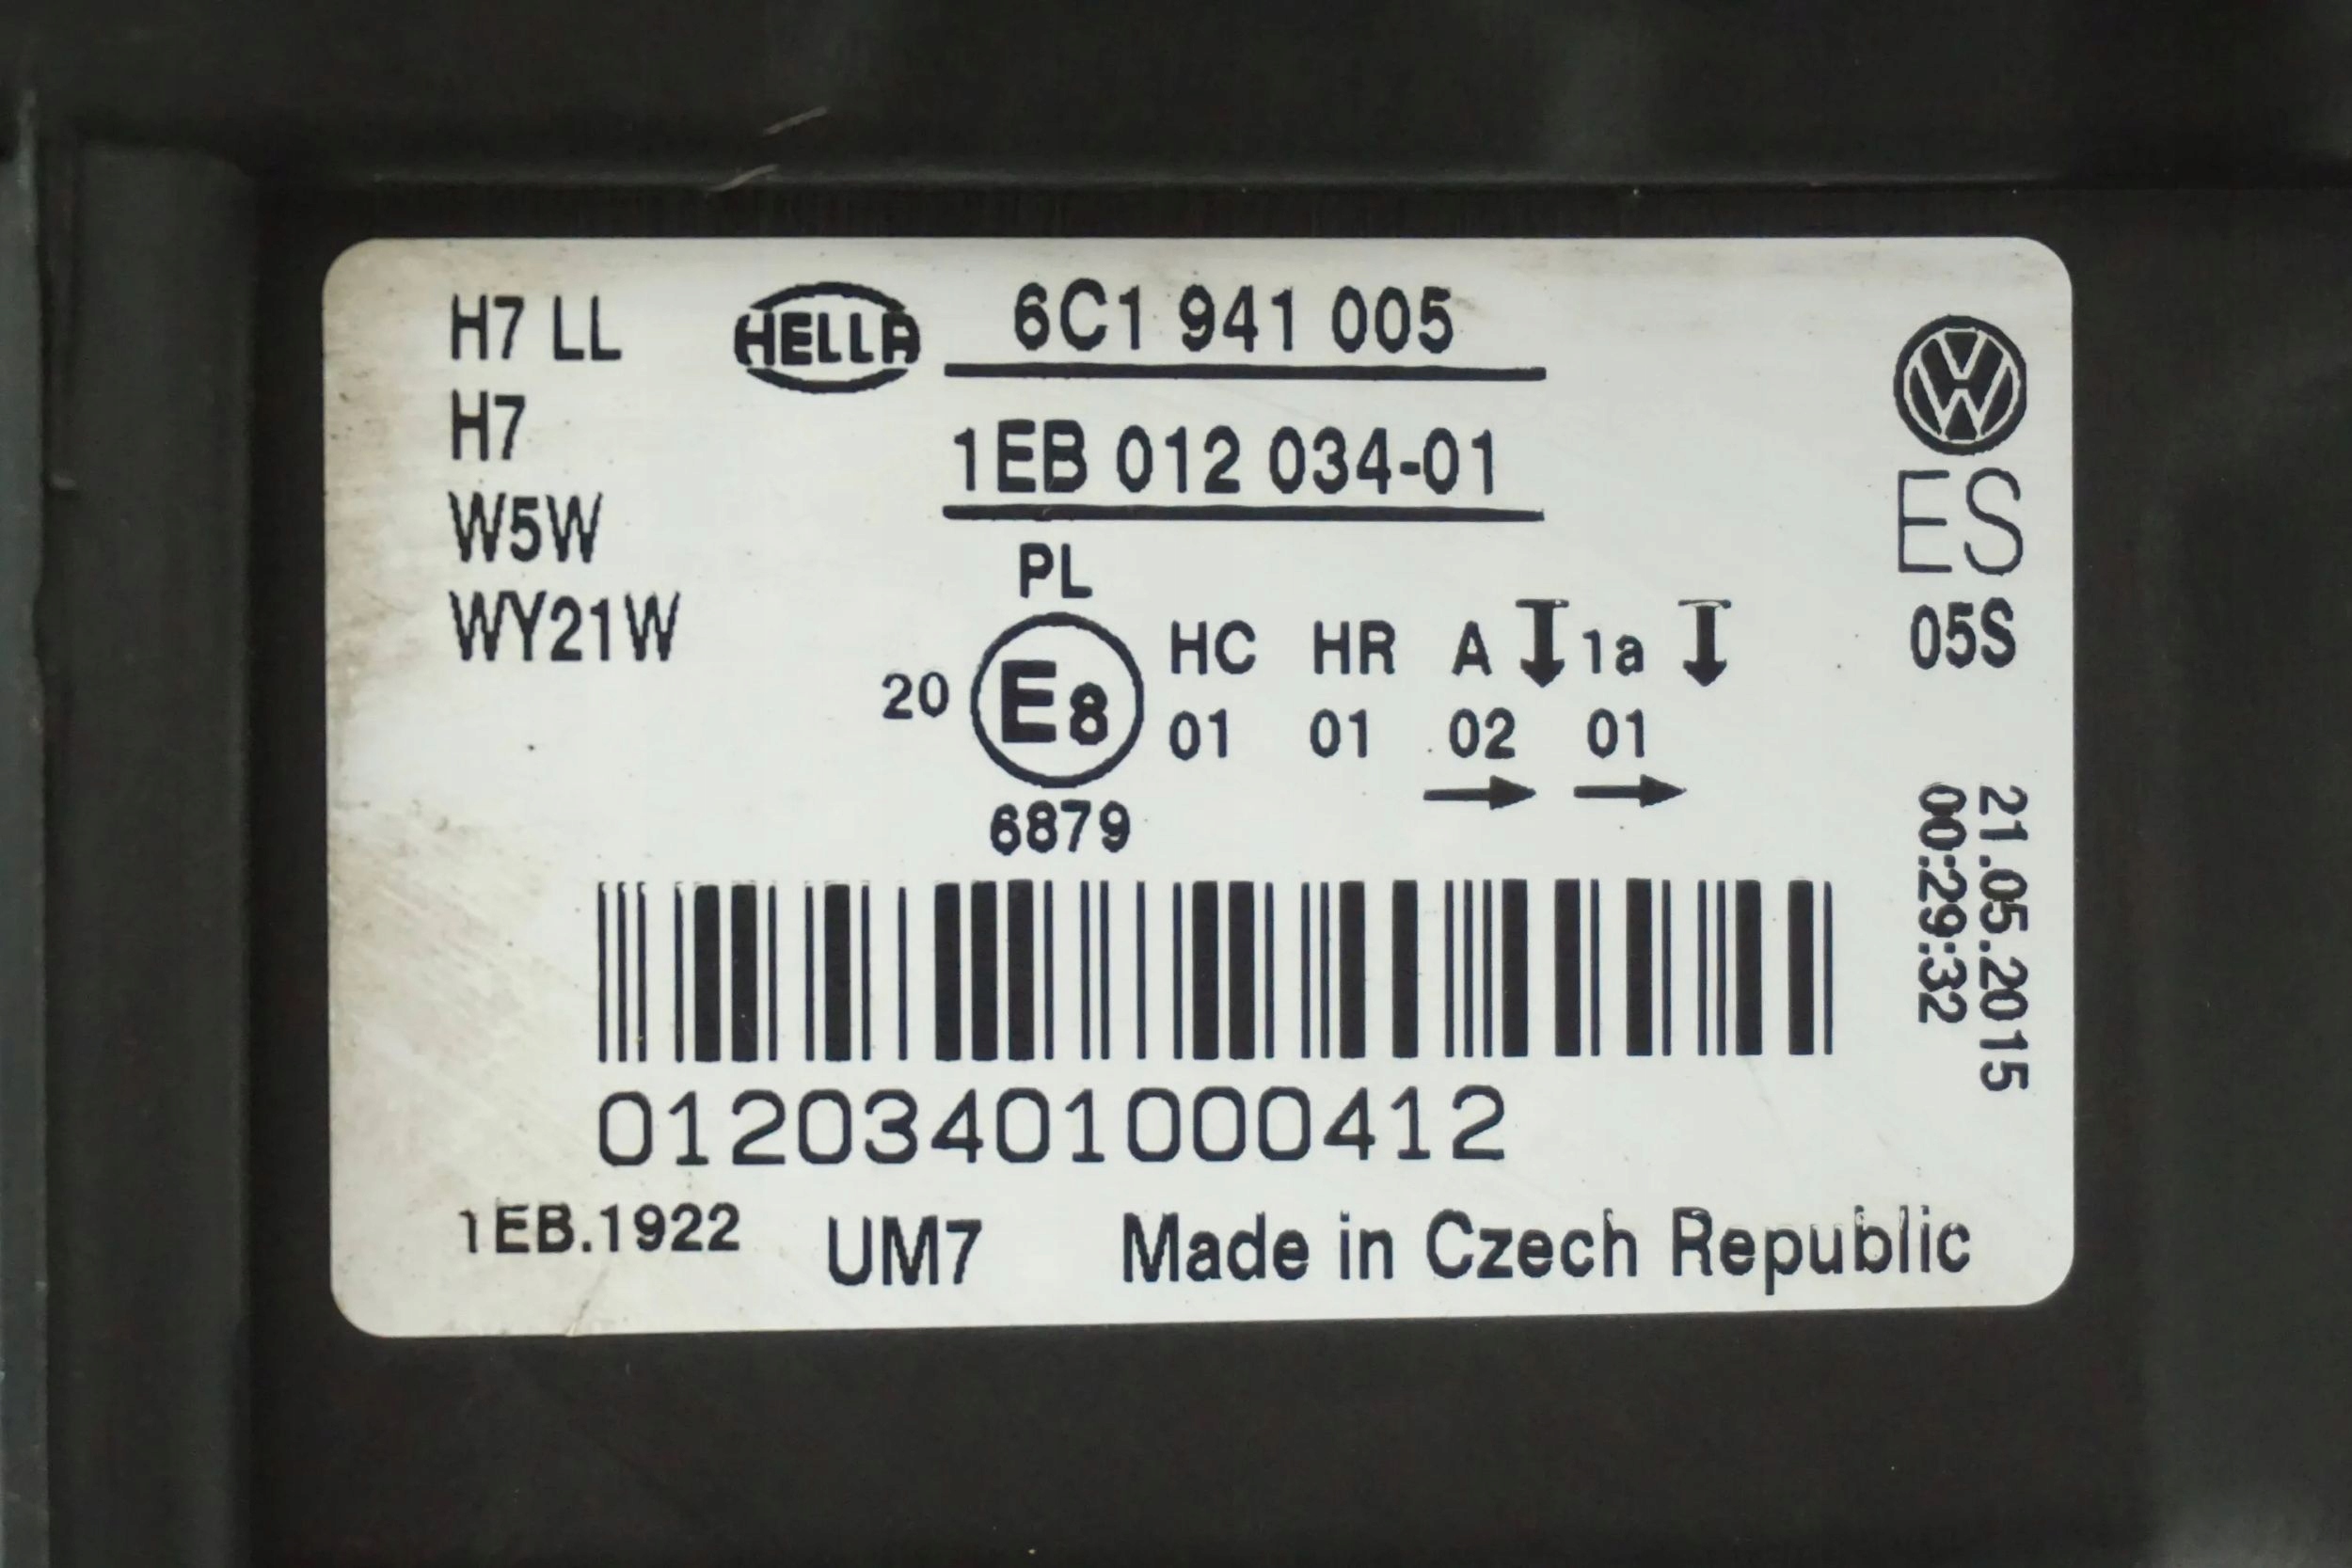 H7 LL
H7
W5W
WY21W
HELLA
6C1 941 005
1EB 012 034-01
PL
20 E8 HC HR A 1a
01 01 02 01
6879
VW
ES
05S
21.05.2015
00:29:32
01203401000412
1EB.1922 UM7 Made in Czech Republic